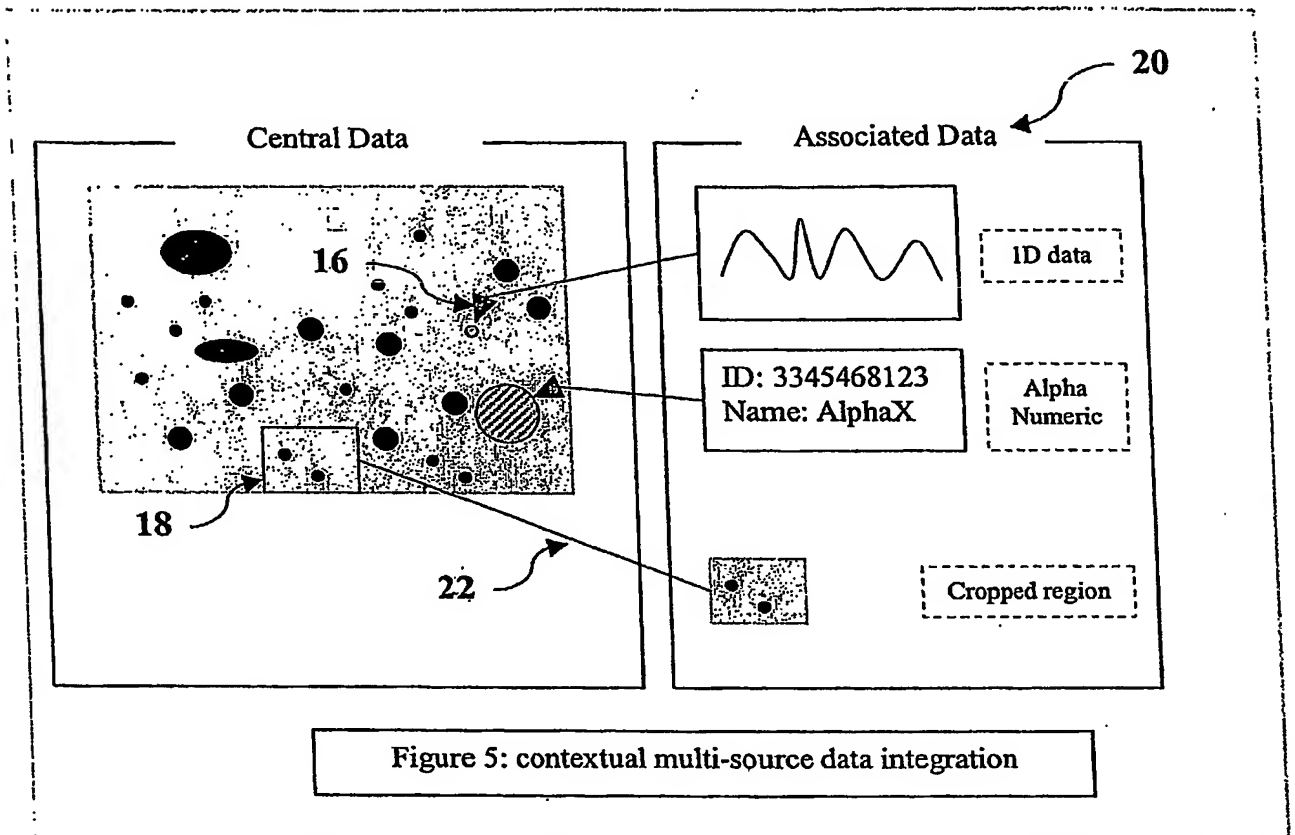 20
Central Data
Associated Data
16
1D data
ID: 3345468123
Name: AlphaX
Alpha
Numeric
18
22
Cropped region
Figure 5: contextual multi-source data integration